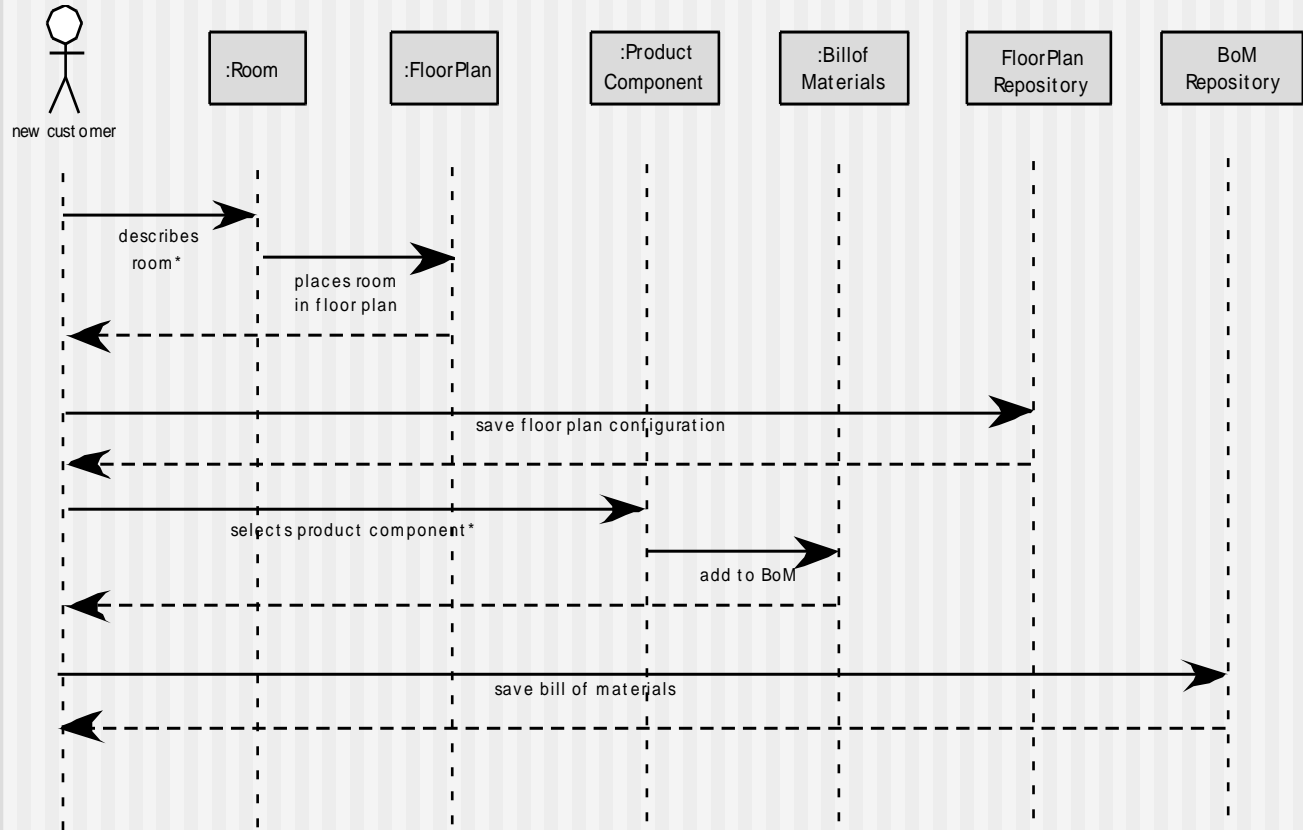 :Room
:FloorPlan
:Product
Component
:Billof
Materials
FloorPlan
Repository
BoM
Repository
new customer
describes
room*
places room
in floor plan
save floor plan configuration
selects product component*
add to BoM
save bill of materials